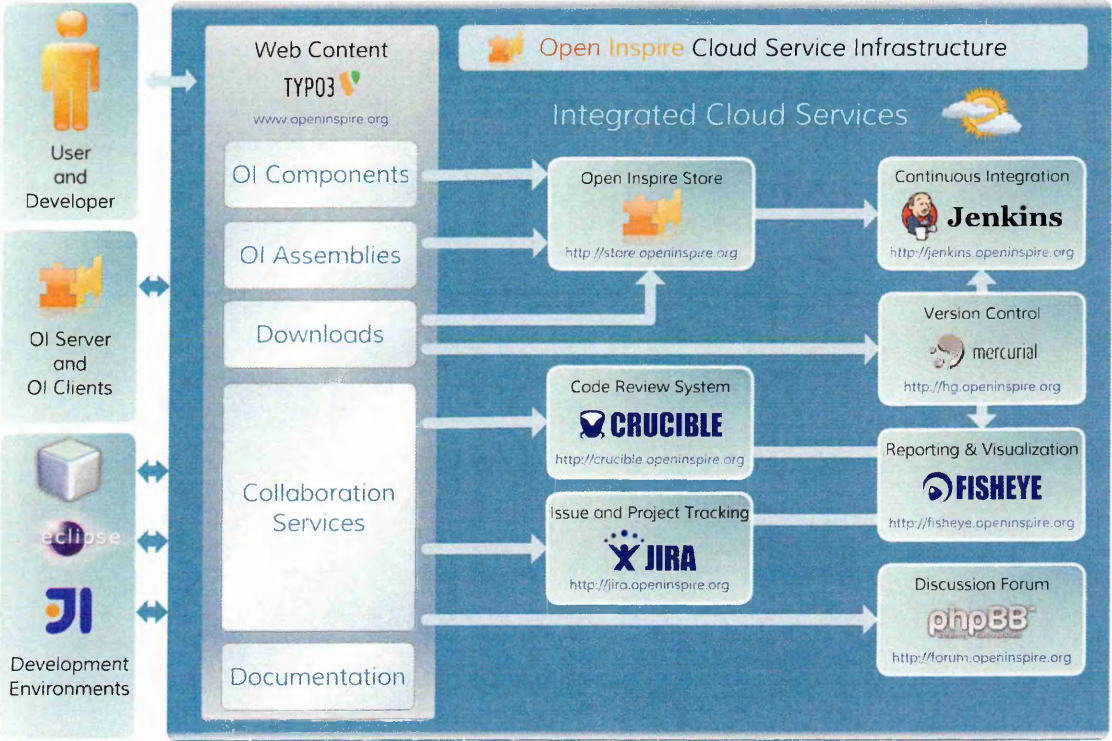 User
and
Developer
OI Server
and
OI Clients
eclipse
JI
Development
Environments
Web Content
TYPO3
www.openinspire.org
OI Components
OI Assemblies
Downloads
Collaboration
Services
Documentation
Open Inspire Cloud Service Infrastructure
Integrated Cloud Services
Open Inspire Store
http://store.openinspire.org
Continuous Integration
Jenkins
http://jenkins.openinspire.org
Version Control
mercurial
http://hg.openinspire.org
Code Review System
CRUCIBLE
http://crucible.openinspire.org
Reporting & Visualization
FISHEYE
http://fisheye.openinspire.org
Issue and Project Tracking
JIRA
http://jira.openinspire.org
Discussion Forum
phpBB
http://forum.openinspire.org